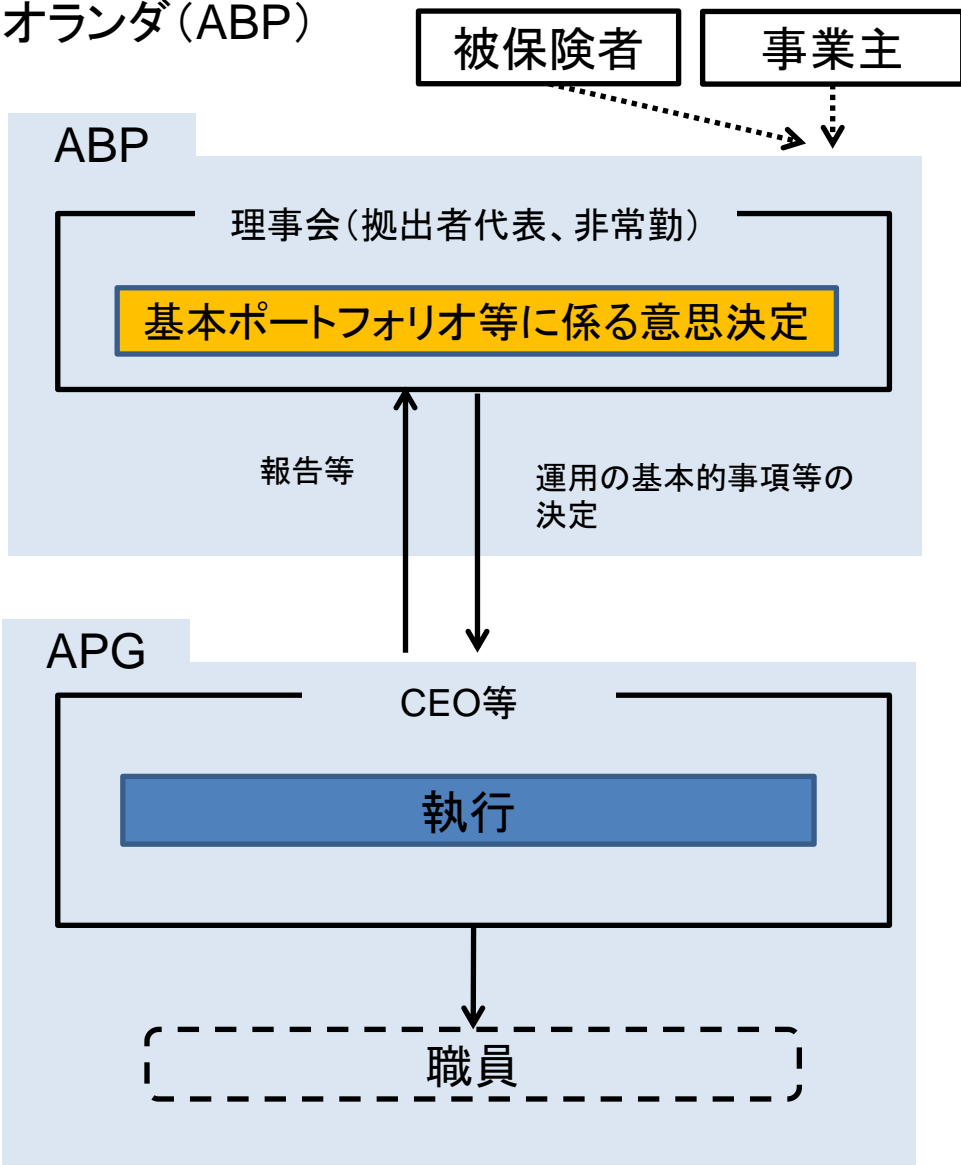 オランダ（ABP）
被保険者
事業主
ABP
理事会（拠出者代表、非常勤）
基本ポートフォリオ等に係る意思決定
報告等
運用の基本的事項等の
決定
APG
CEO等
執行
職員